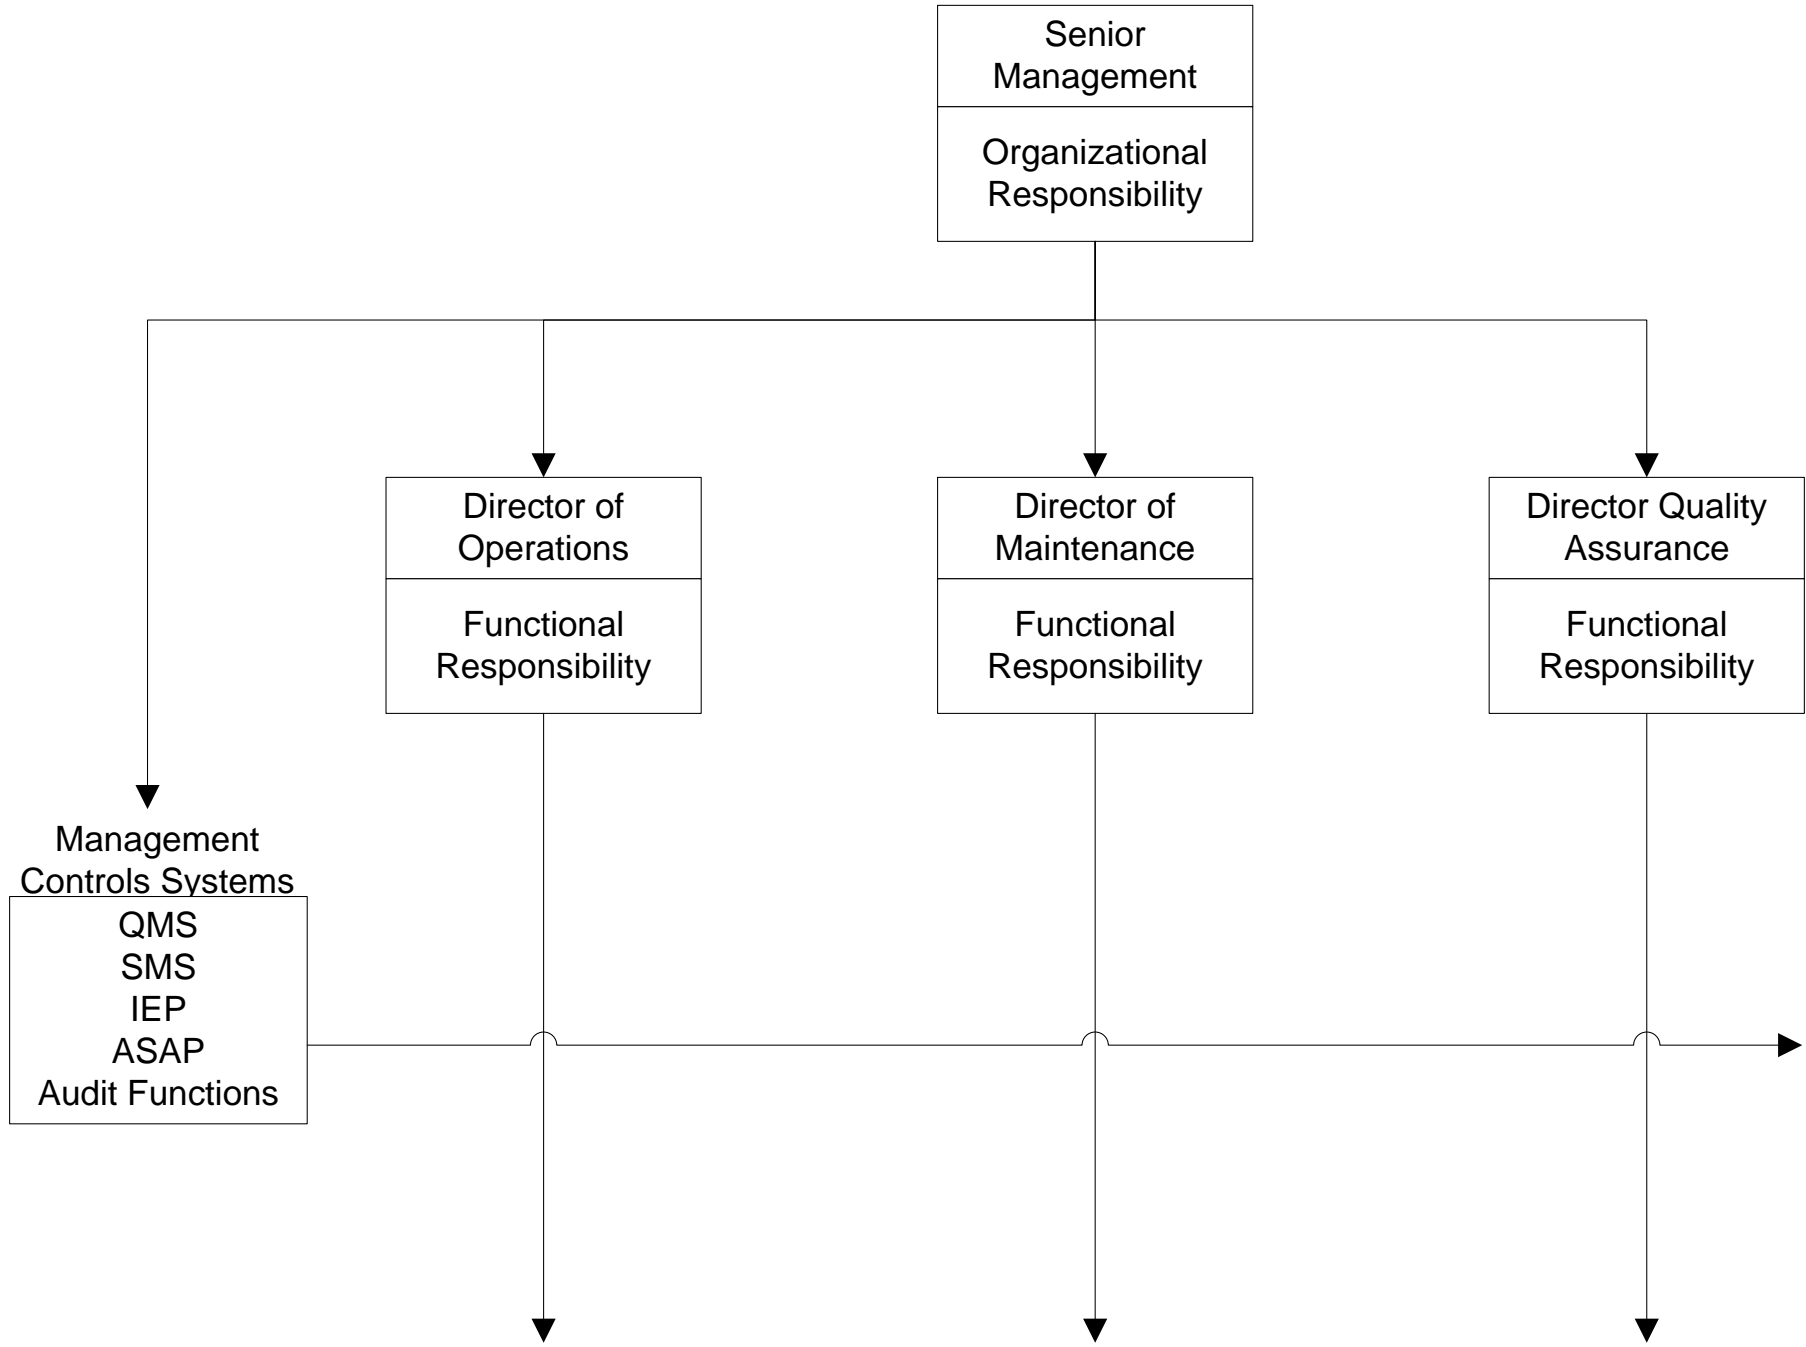 Senior
Management
Organizational
Responsibility
Director of
Operations
Functional
Responsibility
Director of
Maintenance
Functional
Responsibility
Director Quality
Assurance
Functional
Responsibility
Management
Controls Systems
QMS
SMS
IEP
ASAP
Audit Functions